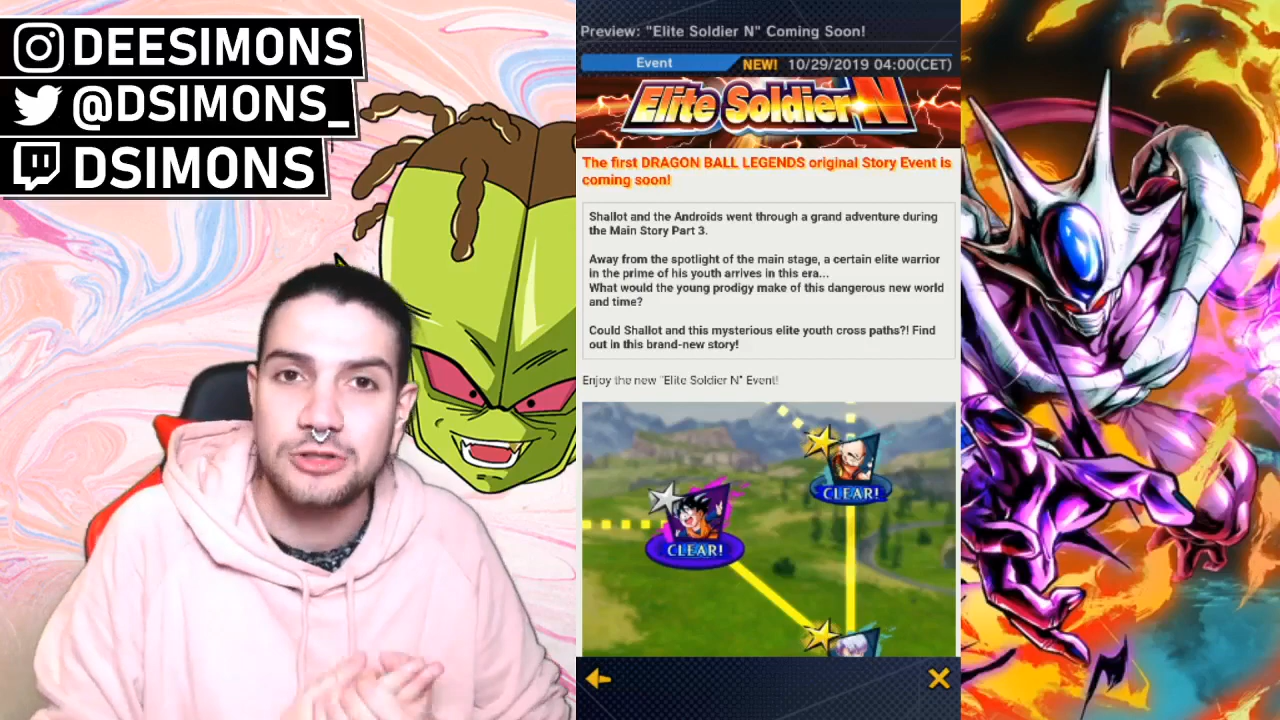 DEESIMONS
@DSIMONS_
DSIMONS
Preview: "Elite Soldier N" Coming Soon!
Event NEW! 10/29/2019 04:00(CET)
Elite Soldier N
The first DRAGON BALL LEGENDS original Story Event is
coming soon!
Shallot and the Androids went through a grand adventure during
the Main Story Part 3.
Away from the spotlight of the main stage, a certain elite warrior
in the prime of his youth arrives in this era...
What would the young prodigy make of this dangerous new world
and time?
Could Shallot and this mysterious elite youth cross paths?! Find
out in this brand-new story!
Enjoy the new "Elite Soldier N" Event!
CLEAR!
CLEAR!